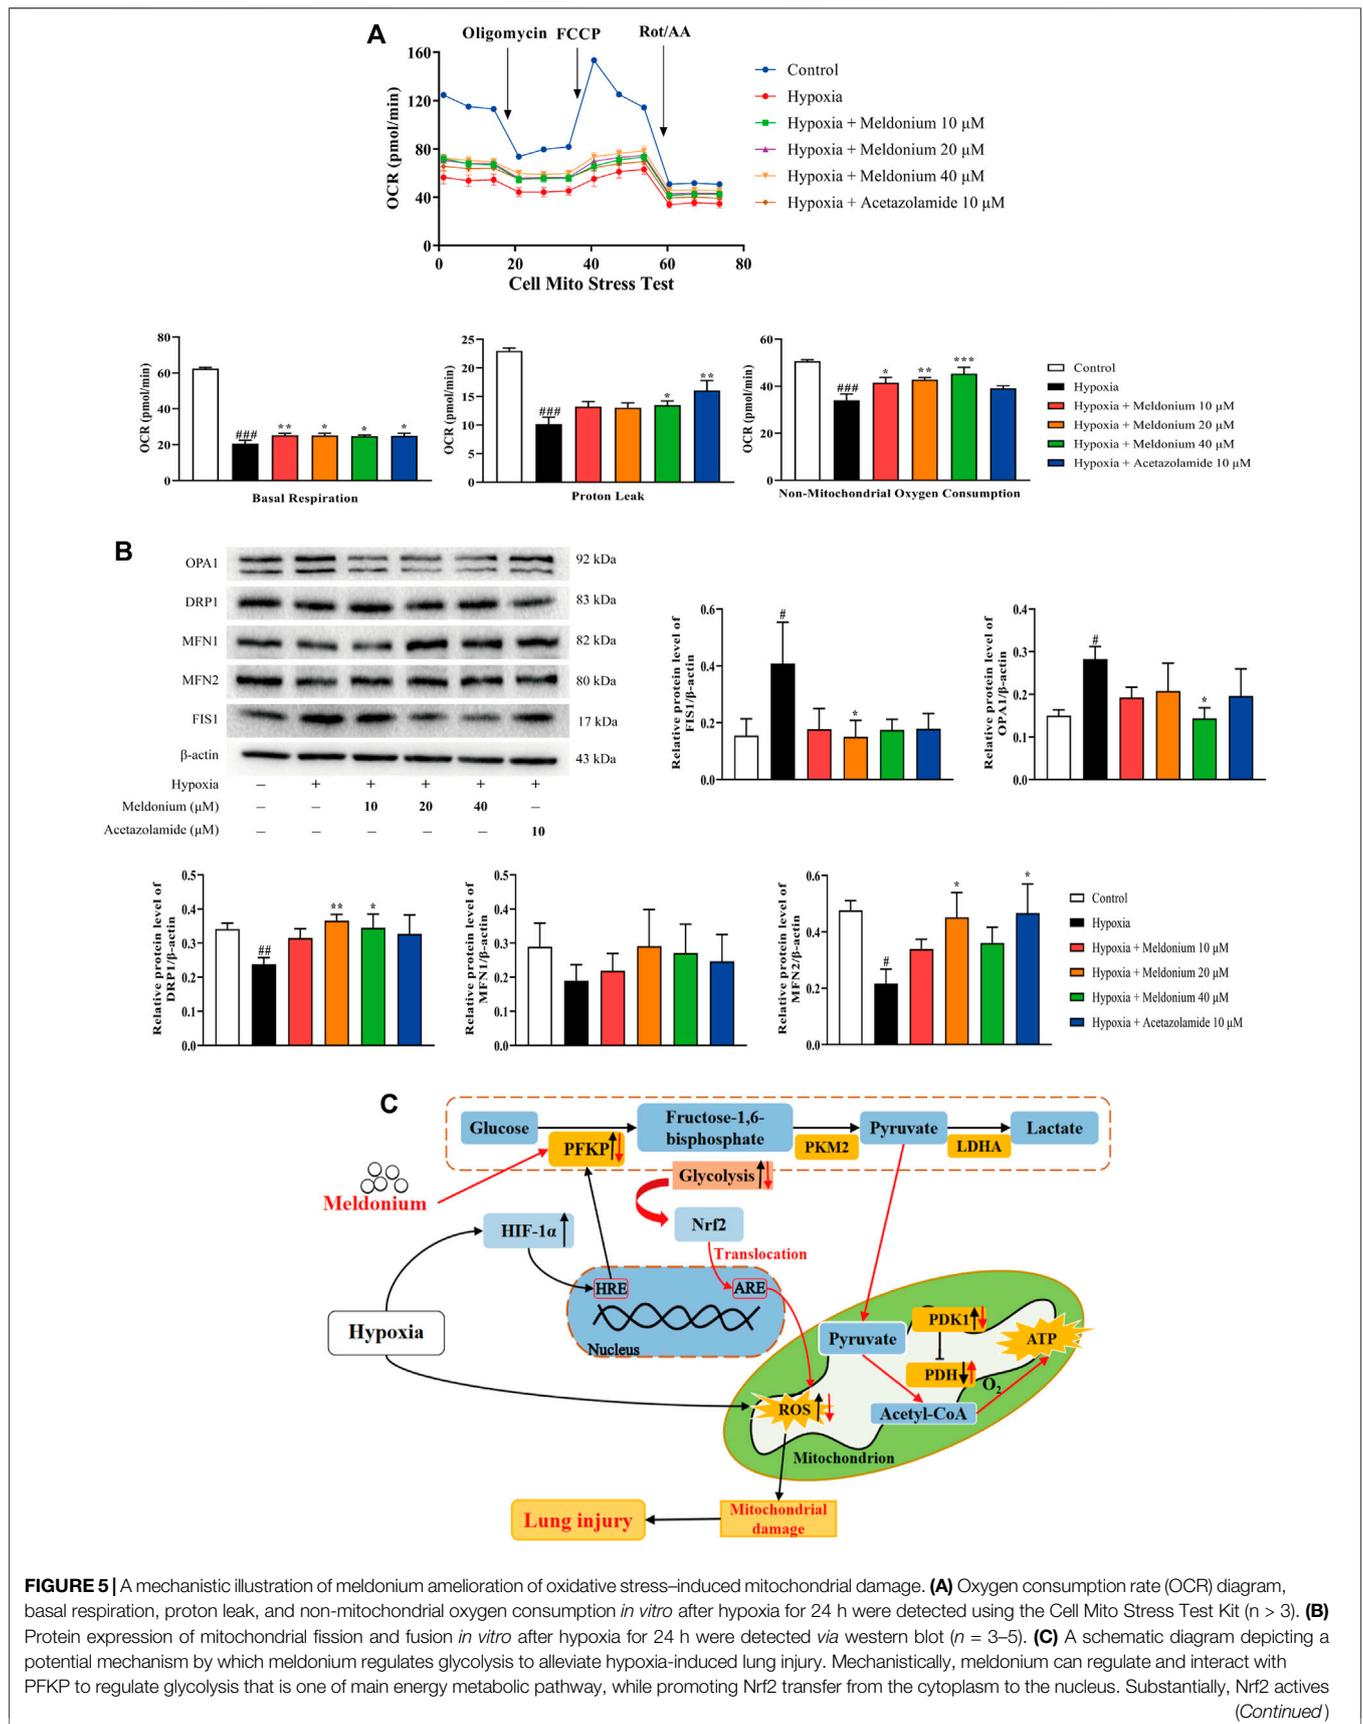 A
Oligomycin FCCP Rot/AA
160
120
80
40
0
OCR (pmol/min)
0 20 40 60 80
Cell Mito Stress Test
Control
Hypoxia
Hypoxia + Meldonium 10 μM
Hypoxia + Meldonium 20 μM
Hypoxia + Meldonium 40 μM
Hypoxia + Acetazolamide 10 μM
80
60
40
20
0
OCR (pmol/min)
### ** * * *
Basal Respiration
25
20
15
10
5
0
OCR (pmol/min)
### * **
Proton Leak
60
40
20
0
OCR (pmol/min)
### * ** ***
Non-Mitochondrial Oxygen Consumption
Control
Hypoxia
Hypoxia + Meldonium 10 μM
Hypoxia + Meldonium 20 μM
Hypoxia + Meldonium 40 μM
Hypoxia + Acetazolamide 10 μM
B
OPA1 92 kDa
DRP1 83 kDa
MFN1 82 kDa
MFN2 80 kDa
FIS1 17 kDa
β-actin 43 kDa
Hypoxia – + + + + +
Meldonium (μM) – – 10 20 40 –
Acetazolamide (μM) – – – – – 10
0.6
0.4
0.2
0.0
Relative protein level of
FIS1/β-actin
# *
0.4
0.3
0.2
0.1
0.0
Relative protein level of
OPA1/β-actin
# *
0.5
0.4
0.3
0.2
0.1
0.0
Relative protein level of
DRP1/β-actin
## ** *
0.5
0.4
0.3
0.2
0.1
0.0
Relative protein level of
MFN1/β-actin
0.6
0.4
0.2
0.0
Relative protein level of
MFN2/β-actin
# * *
Control
Hypoxia
Hypoxia + Meldonium 10 μM
Hypoxia + Meldonium 20 μM
Hypoxia + Meldonium 40 μM
Hypoxia + Acetazolamide 10 μM
C
Glucose
Fructose-1,6-
bisphosphate
Pyruvate
Lactate
PFKP
PKM2
LDHA
Glycolysis
Meldonium
HIF-1α
Nrf2
Translocation
HRE
ARE
Nucleus
Hypoxia
Pyruvate
PDK1
ATP
PDH
O2
ROS
Acetyl-CoA
Mitochondrion
Lung injury
Mitochondrial
damage
FIGURE 5 | A mechanistic illustration of meldonium amelioration of oxidative stress–induced mitochondrial damage. (A) Oxygen consumption rate (OCR) diagram,
basal respiration, proton leak, and non-mitochondrial oxygen consumption in vitro after hypoxia for 24 h were detected using the Cell Mito Stress Test Kit (n > 3). (B)
Protein expression of mitochondrial fission and fusion in vitro after hypoxia for 24 h were detected via western blot (n = 3–5). (C) A schematic diagram depicting a
potential mechanism by which meldonium regulates glycolysis to alleviate hypoxia-induced lung injury. Mechanistically, meldonium can regulate and interact with
PFKP to regulate glycolysis that is one of main energy metabolic pathway, while promoting Nrf2 transfer from the cytoplasm to the nucleus. Substantially, Nrf2 actives
(Continued)